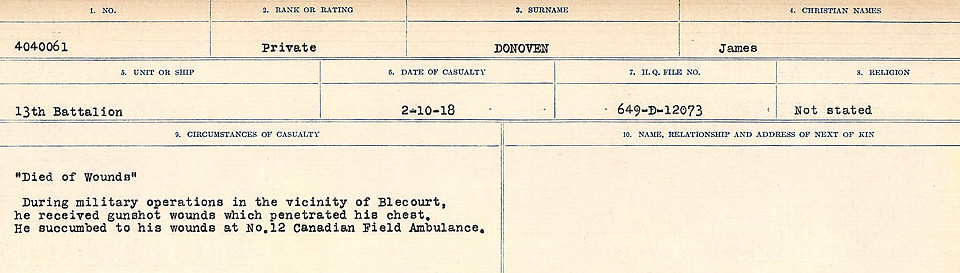 1. NO. 2. RANK OR RATING 3. SURNAME 4. CHRISTIAN NAMES
4040061 Private DONOVEN James
5. UNIT OR SHIP 6. DATE OF CASUALTY 7. H. Q. FILE NO. 8. RELIGION
13th Battalion 2-10-18 649-D-12073 Not stated
9. CIRCUMSTANCES OF CASUALTY 10. NAME, RELATIONSHIP AND ADDRESS OF NEXT OF KIN
"Died of Wounds"
During military operations in the vicinity of Blecourt,
he received gunshot wounds which penetrated his chest.
He succumbed to his wounds at No.12 Canadian Field Ambulance.